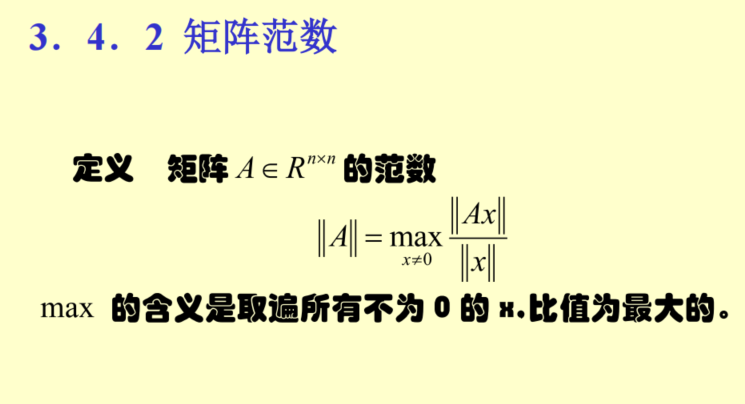 3．4．2 矩阵范数
定义 矩阵 A ∈ R^{n×n} 的范数
‖A‖ = max_{x≠0} ‖Ax‖ / ‖x‖
max 的含义是取遍所有不为 0 的 x,比值为最大的。